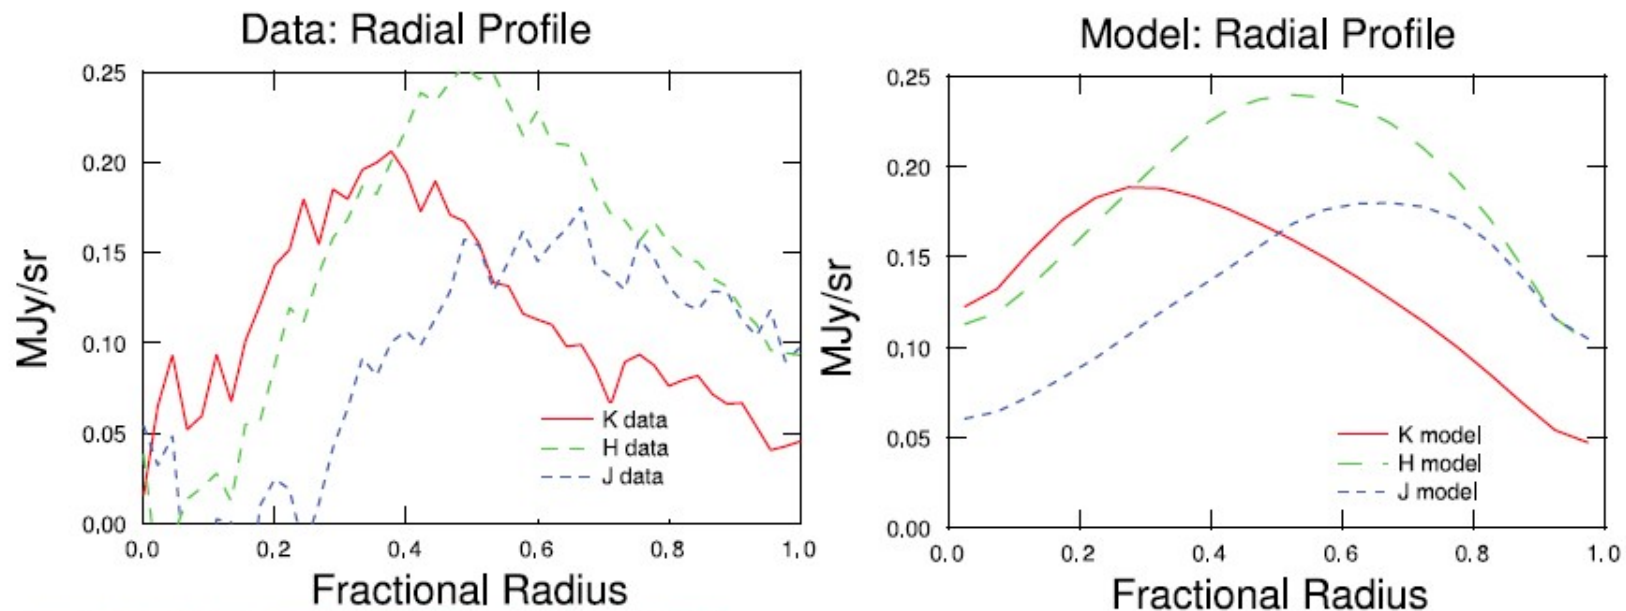 Data: Radial Profile
MJy/sr
0.25
0.20
0.15
0.10
0.05
0.00
0.0 0.2 0.4 0.6 0.8 1.0
Fractional Radius
K data
H data
J data
Model: Radial Profile
MJy/sr
0.25
0.20
0.15
0.10
0.05
0.00
0.0 0.2 0.4 0.6 0.8 1.0
Fractional Radius
K model
H model
J model